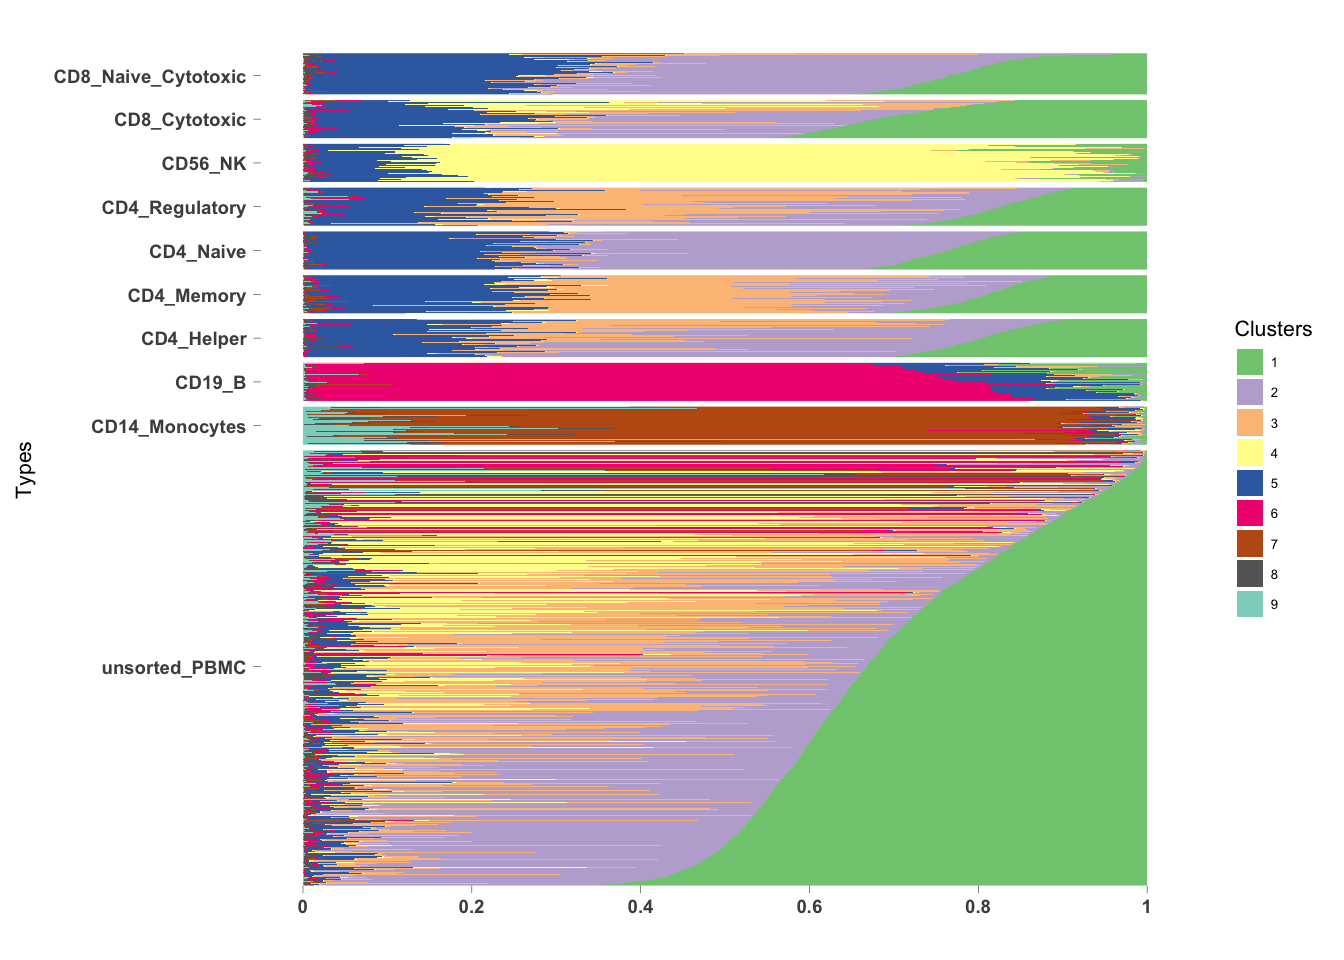 Types
CD8_Naive_Cytotoxic
CD8_Cytotoxic
CD56_NK
CD4_Regulatory
CD4_Naive
CD4_Memory
CD4_Helper
CD19_B
CD14_Monocytes
unsorted_PBMC
0 0.2 0.4 0.6 0.8 1
Clusters
1
2
3
4
5
6
7
8
9